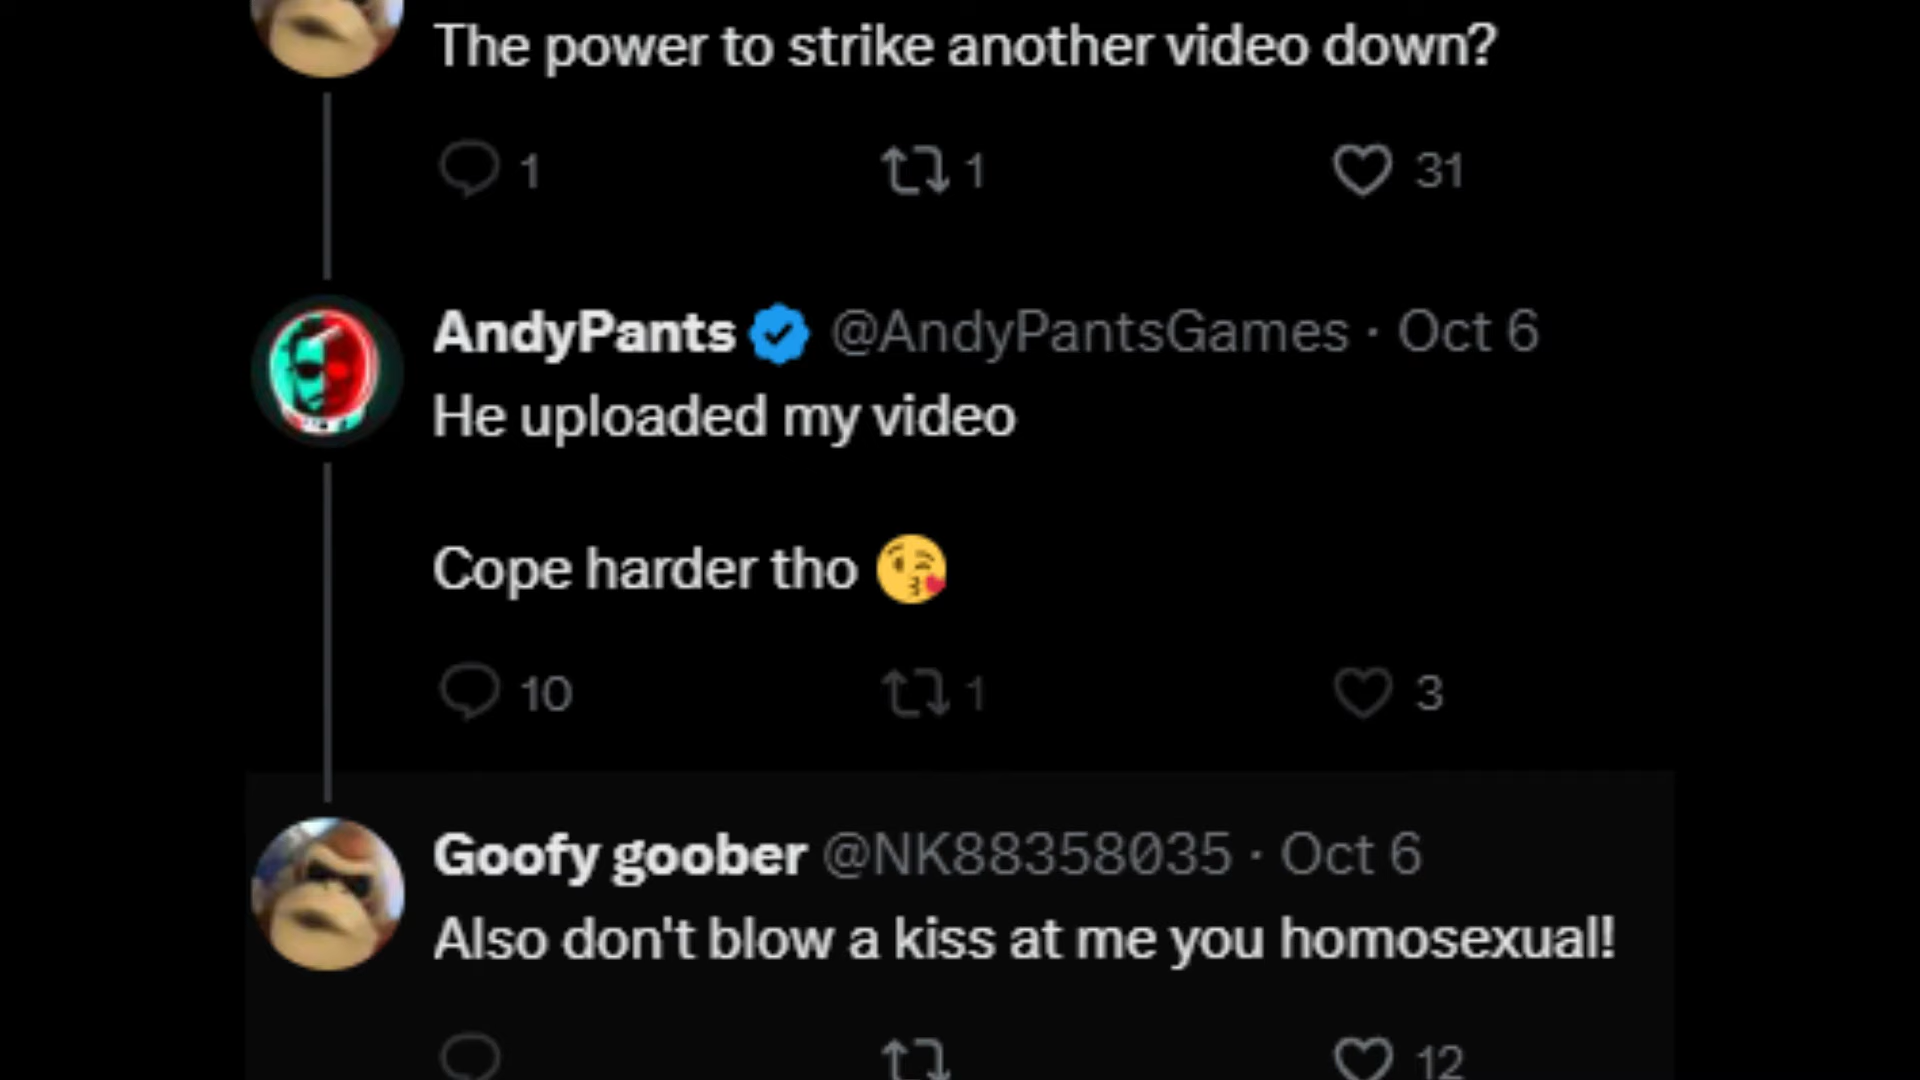 The power to strike another video down?
1 1 31
AndyPants @AndyPantsGames · Oct 6
He uploaded my video
Cope harder tho 😘
10 1 3
Goofy goober @NK88358035 · Oct 6
Also don't blow a kiss at me you homosexual!
12